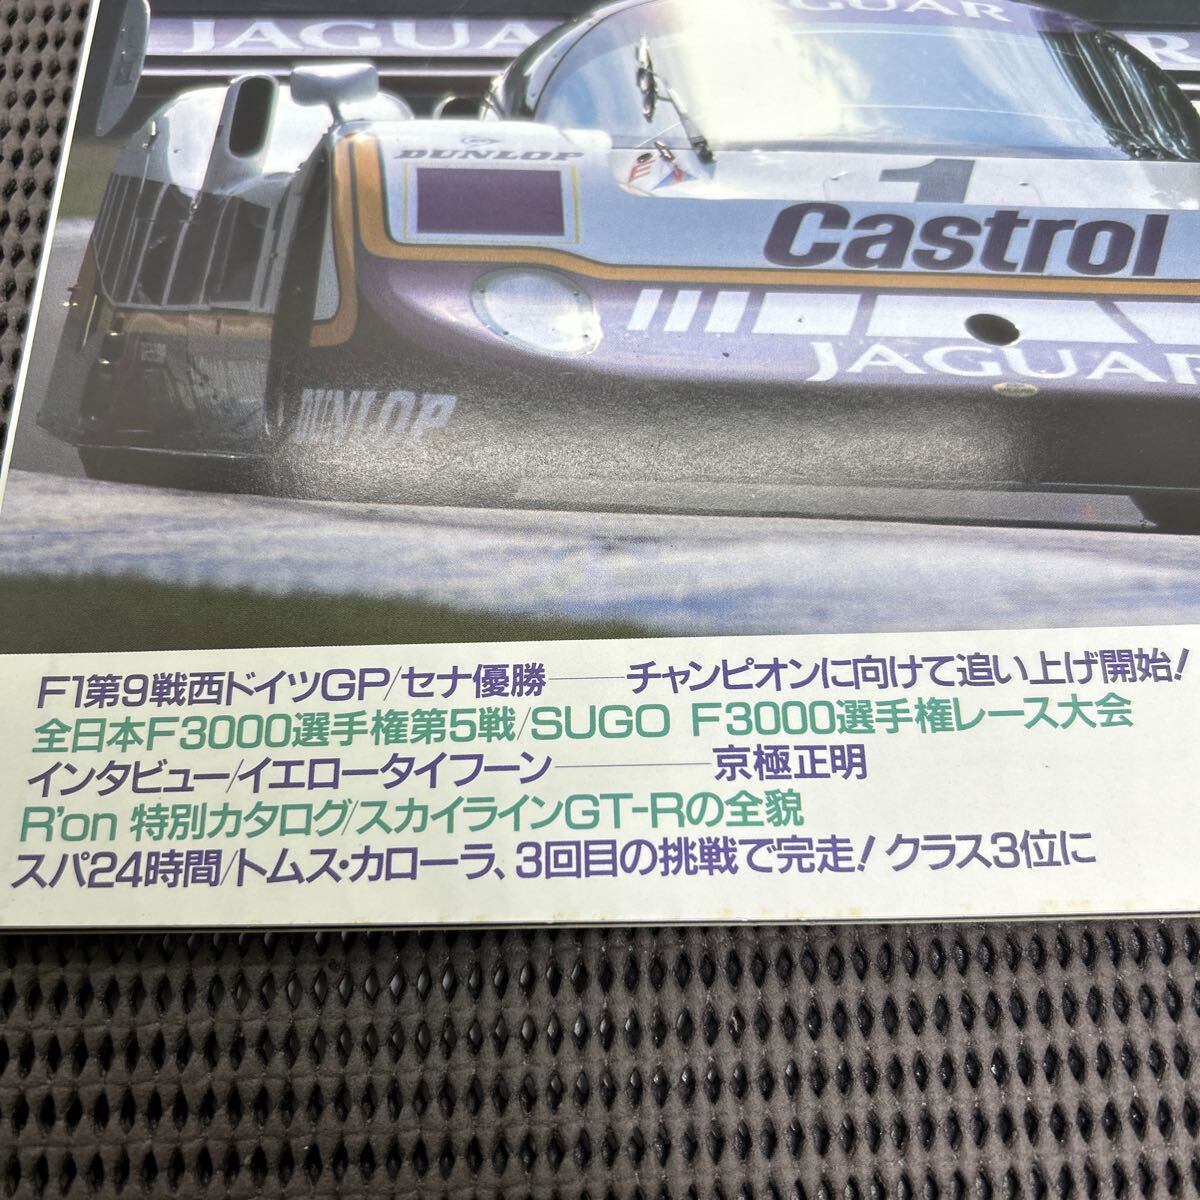 JAGUAR
JAGUAR
DUNLOP
1
Castrol
JAGUAR
DUNLOP
F1第9戦西ドイツGP/セナ優勝――チャンピオンに向けて追い上げ開始!
全日本F3000選手権第5戦/SUGO F3000選手権レース大会
インタビュー/イエロータイフーン――――京極正明
R'on 特別カタログ/スカイラインGT-Rの全貌
スパ24時間/トムス・カローラ、3回目の挑戦で完走! クラス3位に